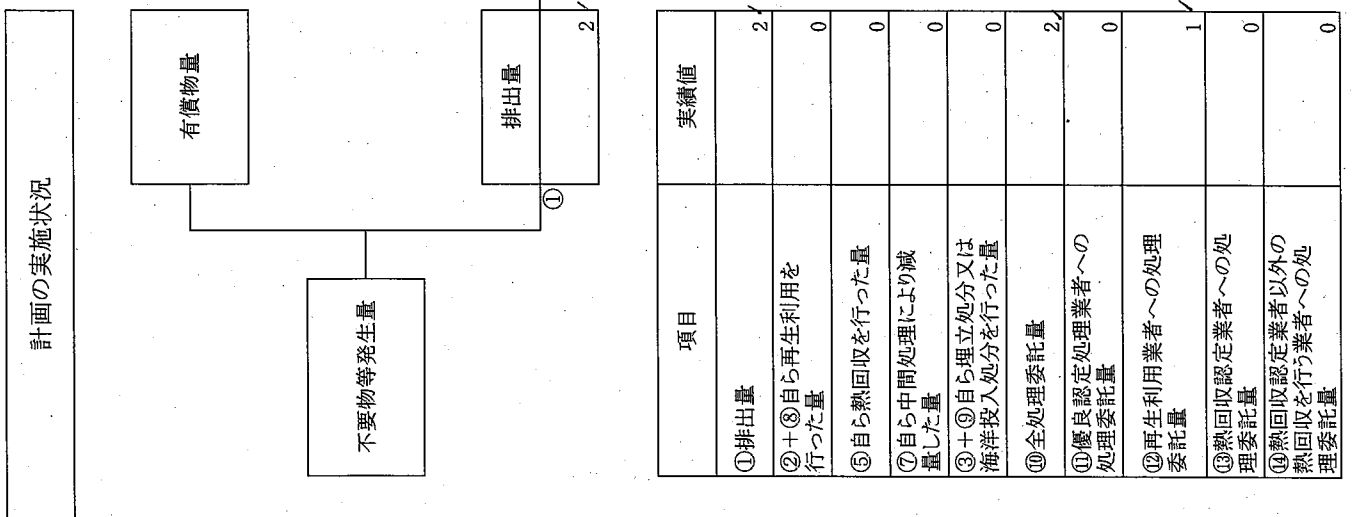 計画の実施状況
有償物量
不要物等発生量
①
排出量
2
項目
実績値
①排出量
2
②+⑧自ら再生利用を
行った量
0
⑤自ら熱回収を行った量
0
⑦自ら中間処理により減
量した量
0
③+⑨自ら埋立処分又は
海洋投入処分を行った量
0
⑩全処理委託量
2
⑪優良認定処理業者への
処理委託量
0
⑫再生利用業者への処理
委託量
1
⑬熱回収認定業者への処
理委託量
0
⑭熱回収認定業者以外の
熱回収を行う業者への処
理委託量
0